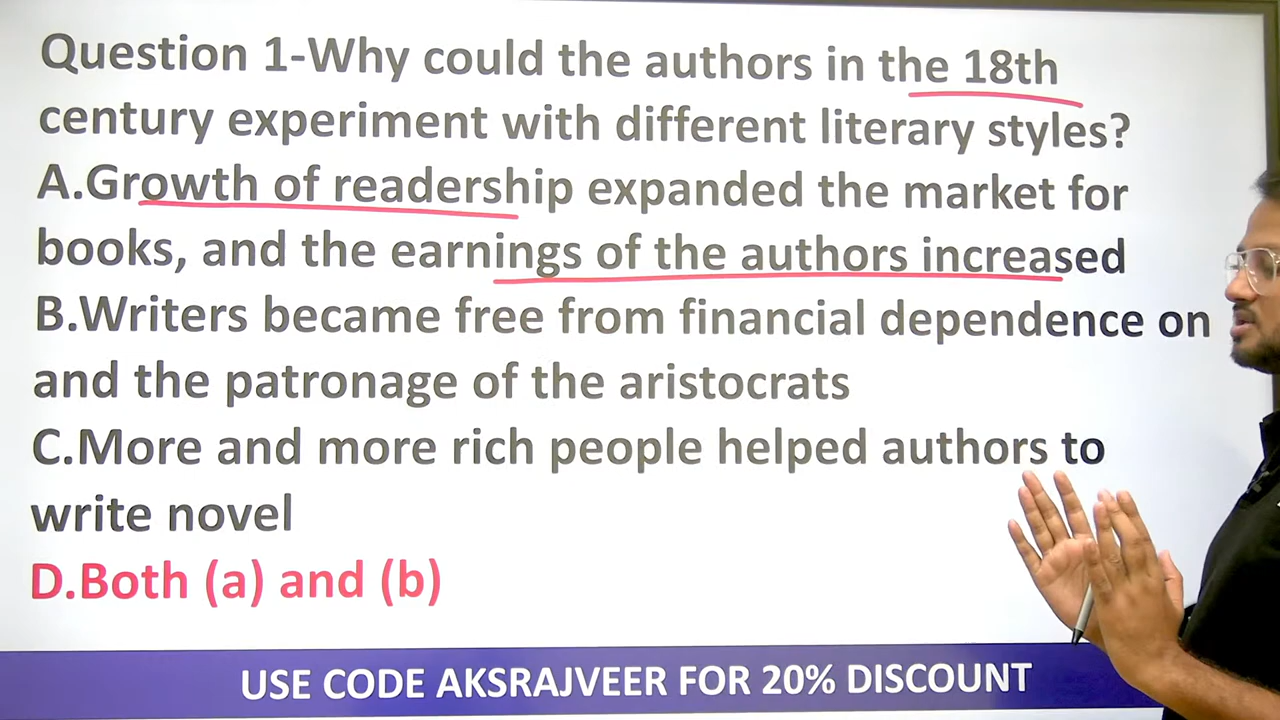 Question 1-Why could the authors in the 18th
century experiment with different literary styles?
A.Growth of readership expanded the market for
books, and the earnings of the authors increased
B.Writers became free from financial dependence on
and the patronage of the aristocrats
C.More and more rich people helped authors to
write novel
D.Both (a) and (b)
USE CODE AKSRAJVEER FOR 20% DISCOUNT